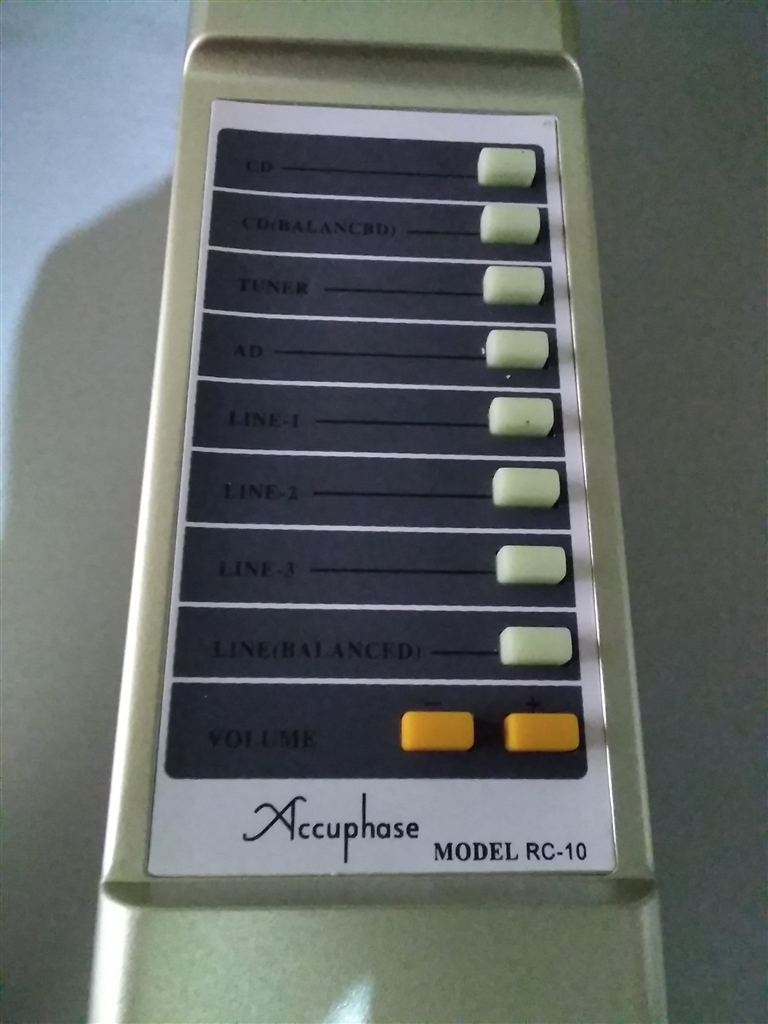 CD
CD(BALANCBD)
TUNER
AD
LINE-1
LINE-2
LINE-3
LINE(BALANCED)
- +
VOLUME
Accuphase
MODEL RC-10